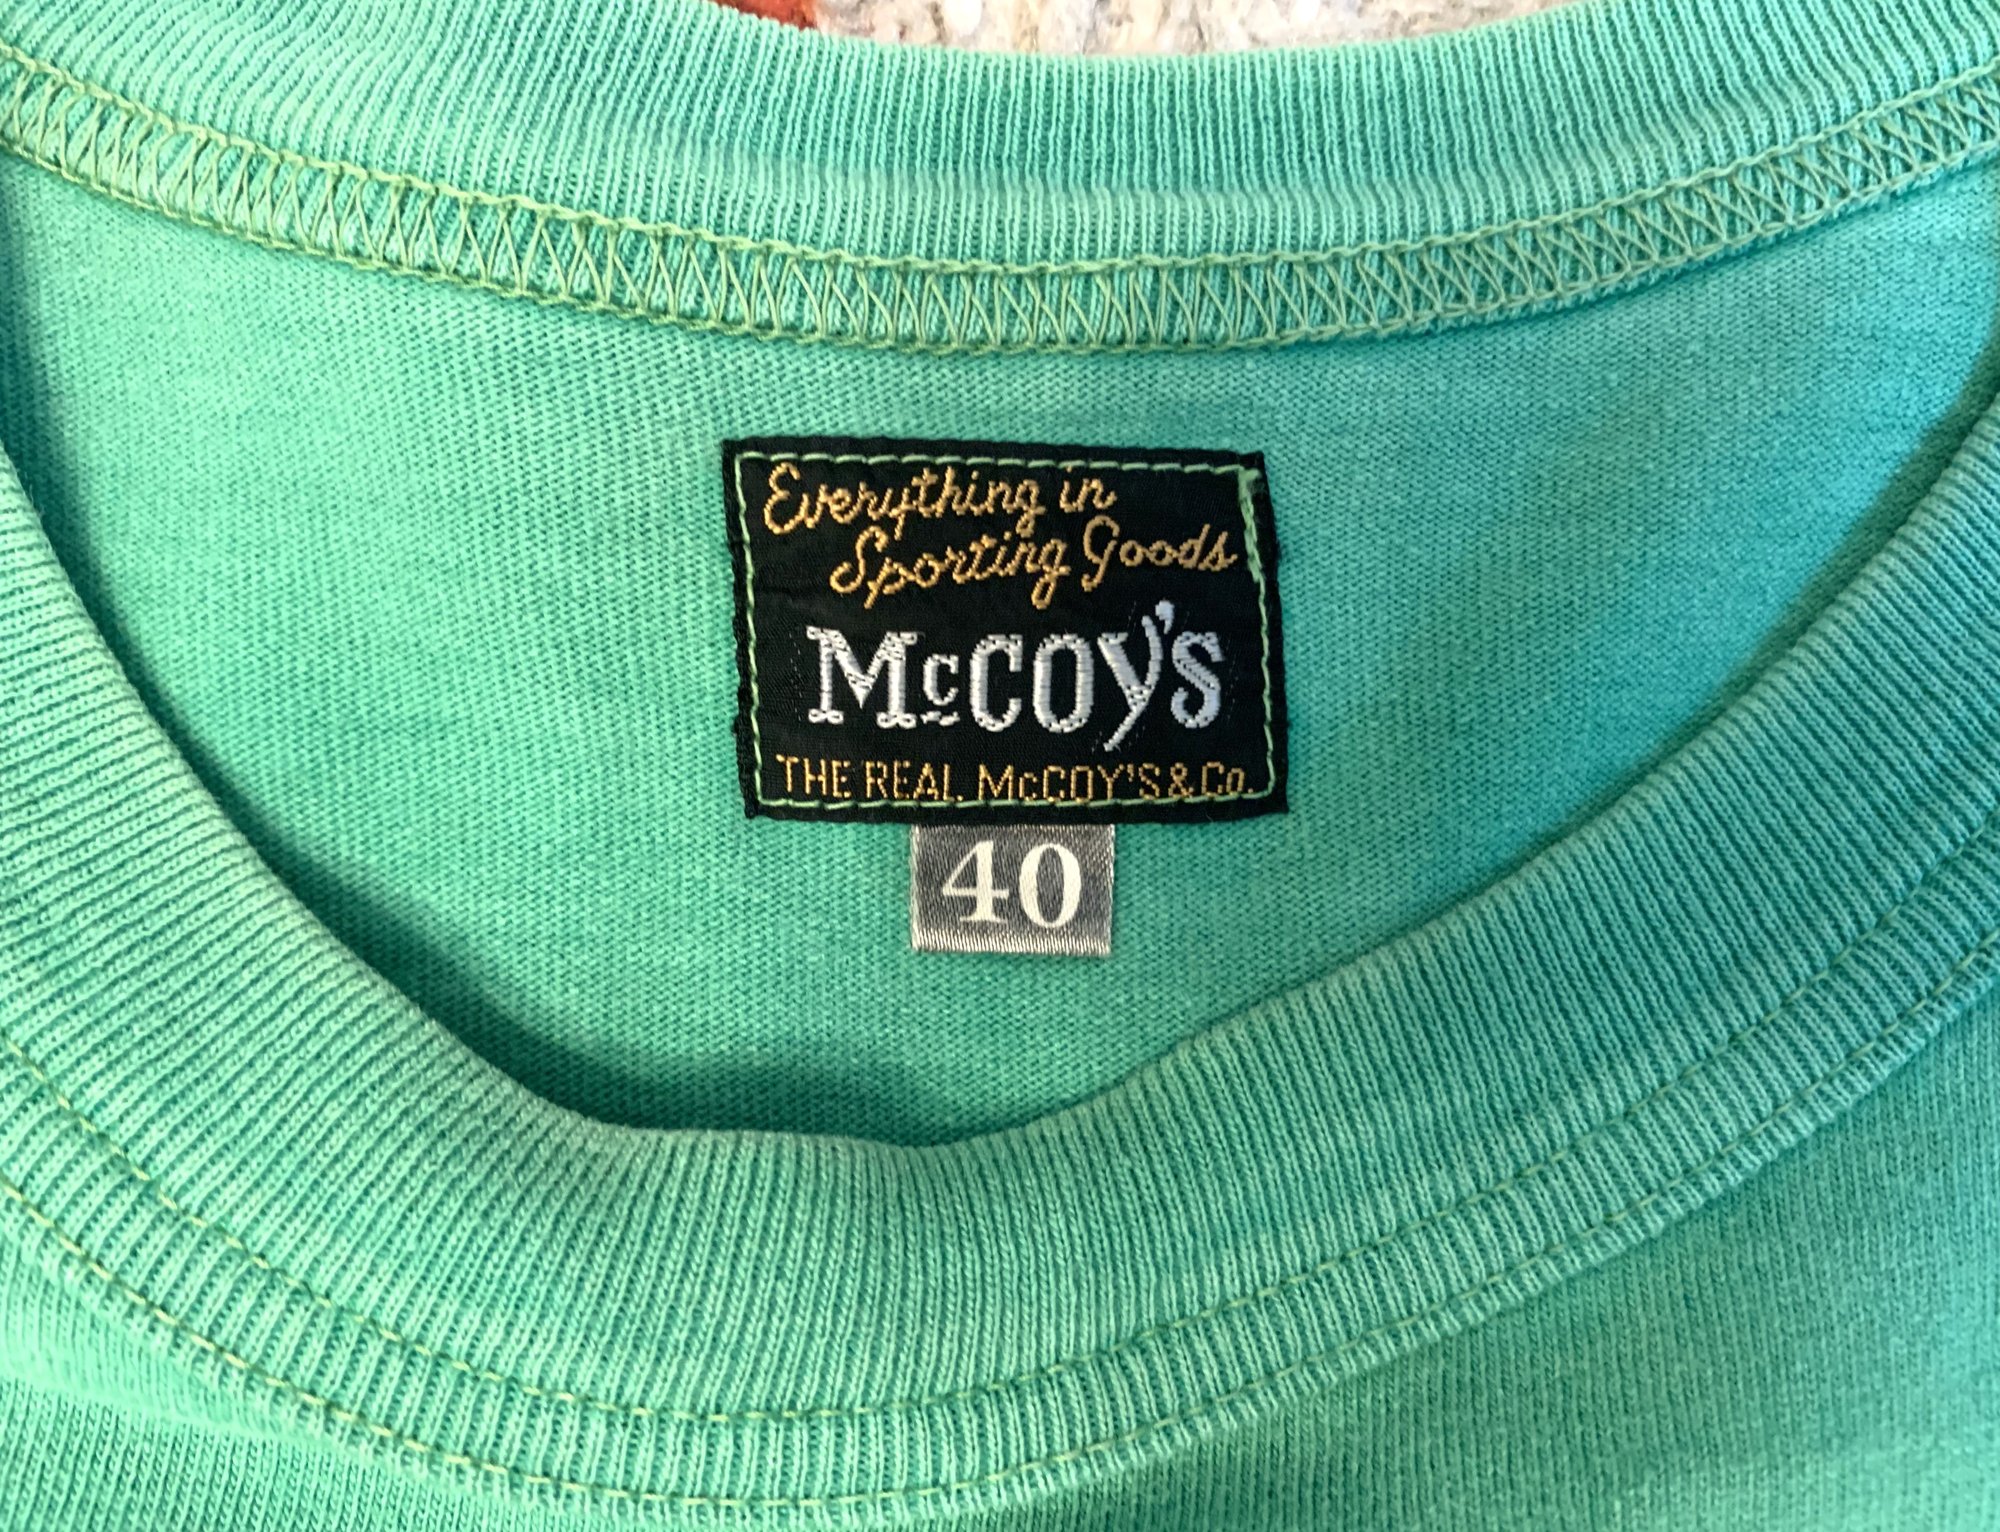 Everything in
Sporting Goods
McCOY'S
THE REAL McCOY'S & Co.
40